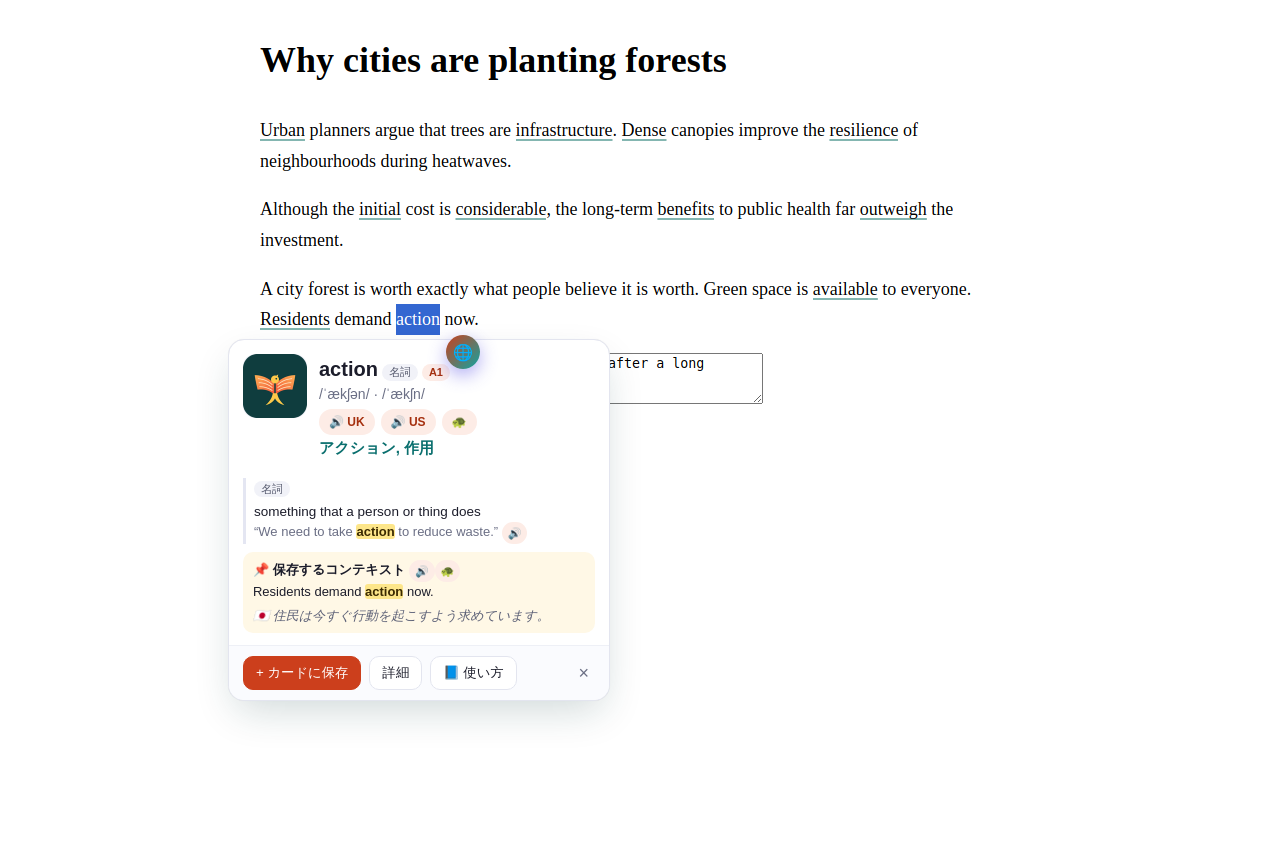 Why cities are planting forests
Urban planners argue that trees are infrastructure. Dense canopies improve the resilience of
neighbourhoods during heatwaves.
Although the initial cost is considerable, the long-term benefits to public health far outweigh the
investment.
A city forest is worth exactly what people believe it is worth. Green space is available to everyone.
Residents demand action now.
after a long
action 名詞 A1
/ˈækʃən/ · /ˈækʃn/
🔊 UK 🔊 US 🐢
アクション, 作用
名詞
something that a person or thing does
“We need to take action to reduce waste.” 🔊
📌 保存するコンテキスト 🔊 🐢
Residents demand action now.
🇯🇵 住民は今すぐ行動を起こすよう求めています。
+ カードに保存 詳細 📘 使い方 ✕